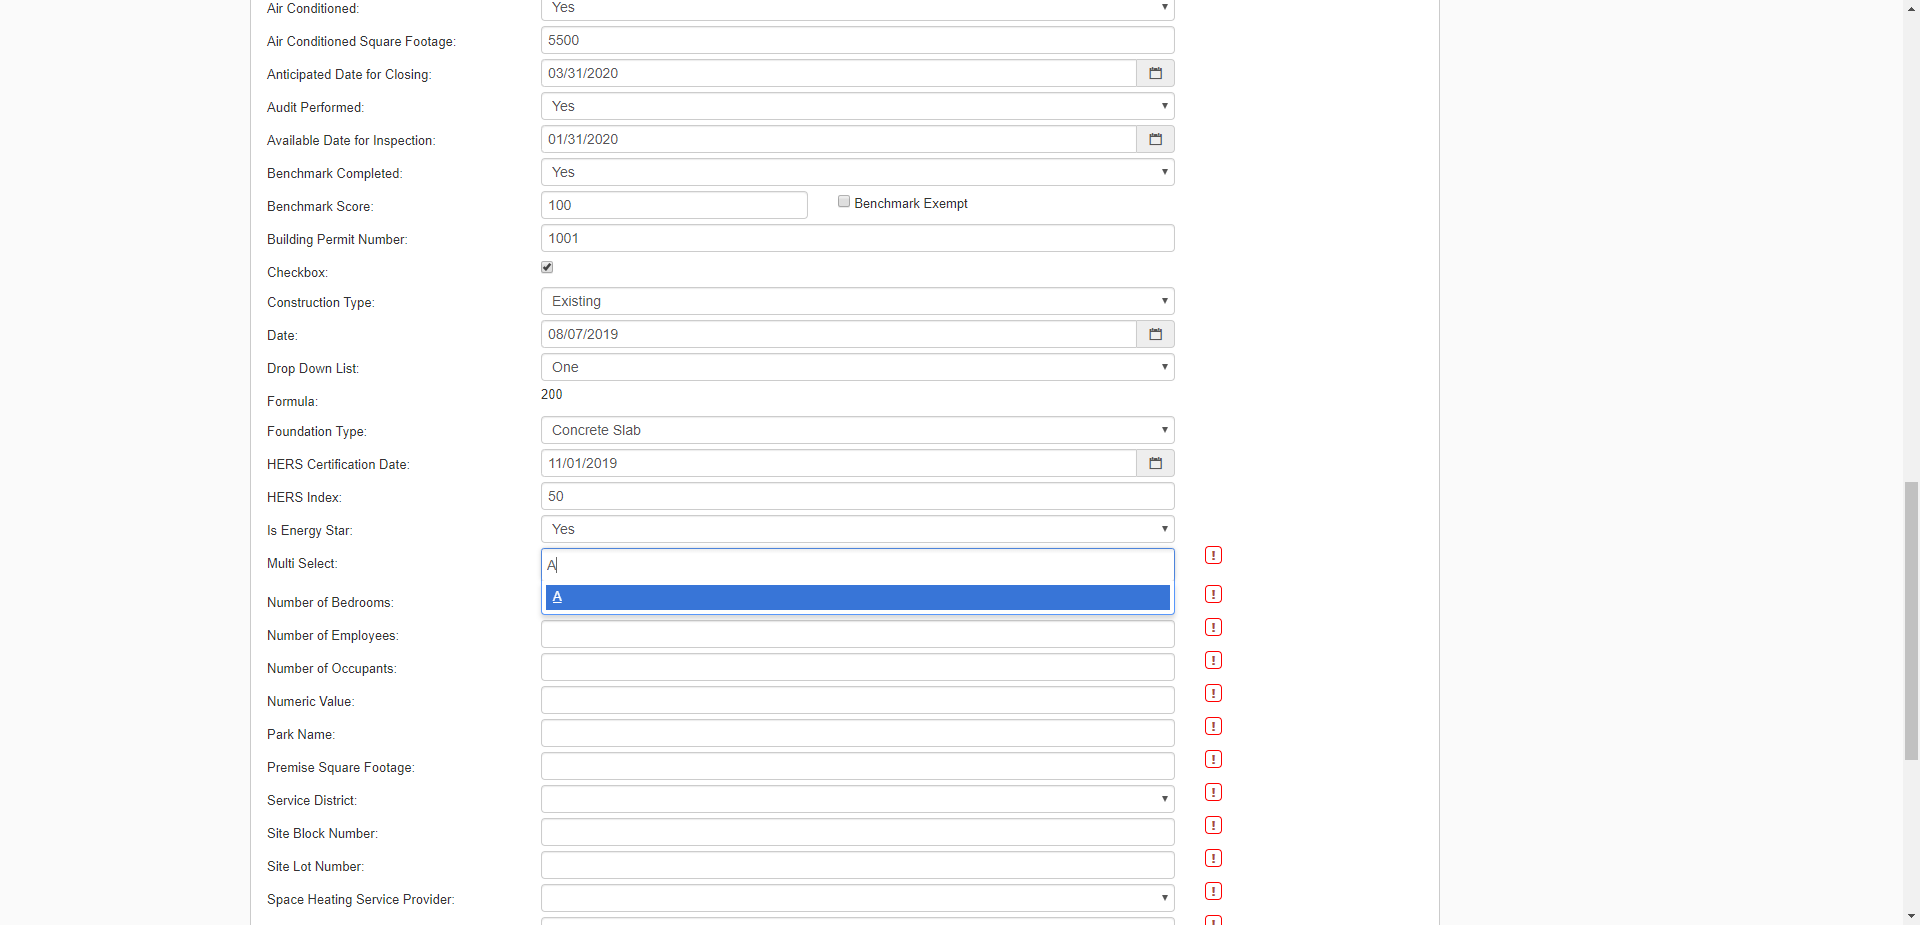 Air Conditioned: Yes
Air Conditioned Square Footage: 5500
Anticipated Date for Closing: 03/31/2020
Audit Performed: Yes
Available Date for Inspection: 01/31/2020
Benchmark Completed: Yes
Benchmark Score: 100 Benchmark Exempt
Building Permit Number: 1001
Checkbox:
Construction Type: Existing
Date: 08/07/2019
Drop Down List: One
Formula: 200
Foundation Type: Concrete Slab
HERS Certification Date: 11/01/2019
HERS Index: 50
Is Energy Star: Yes
Multi Select: A !
A
Number of Bedrooms: !
Number of Employees: !
Number of Occupants: !
Numeric Value: !
Park Name: !
Premise Square Footage: !
Service District: !
Site Block Number: !
Site Lot Number: !
Space Heating Service Provider: !